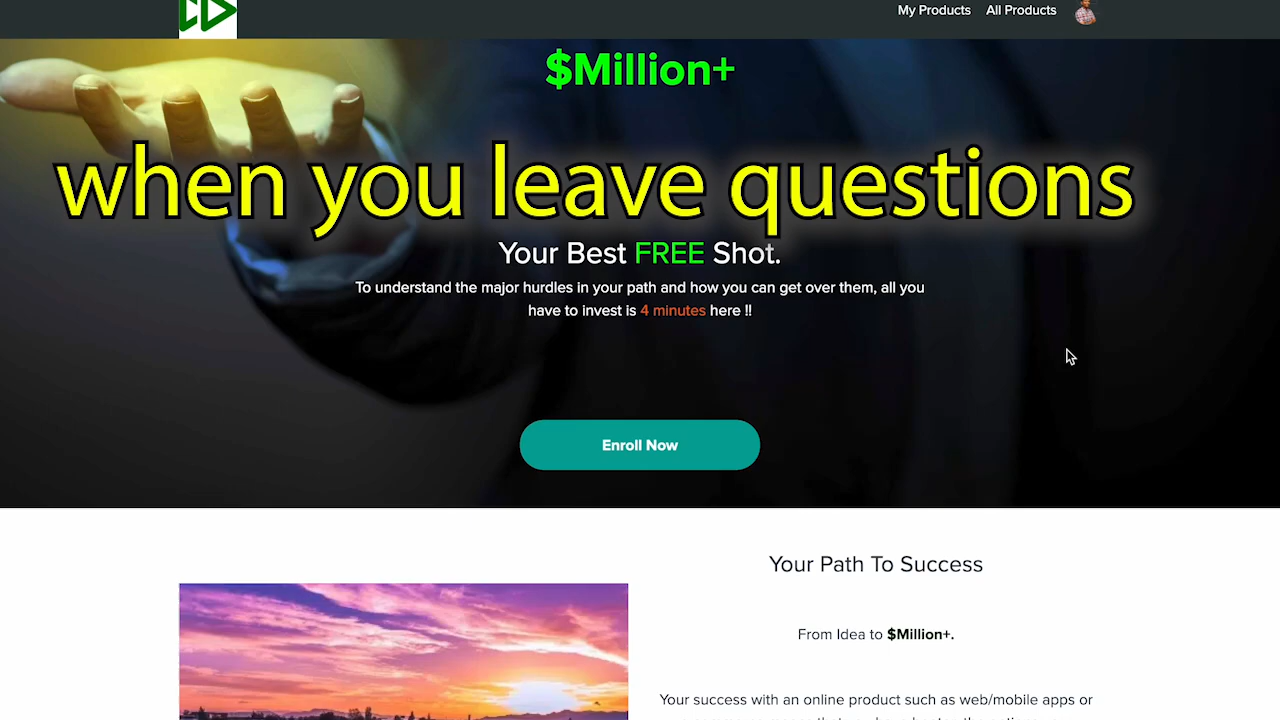 My Products All Products
$Million+
when you leave questions
Your Best FREE Shot.
To understand the major hurdles in your path and how you can get over them, all you
have to invest is 4 minutes here !!
Enroll Now
Your Path To Success
From Idea to $Million+.
Your success with an online product such as web/mobile apps or